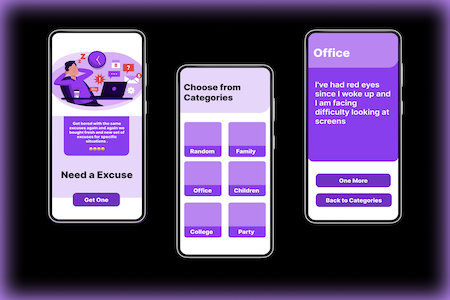 Get bored with the same
excuses again and again we
bought fresh and new set of
excuses for specific
situations .
Need a Excuse
Get One
Choose from
Categories
Random
Family
Office
Children
College
Party
Office
I've had red eyes
since I woke up and
I am facing
difficulty looking at
screens
One More
Back to Categories